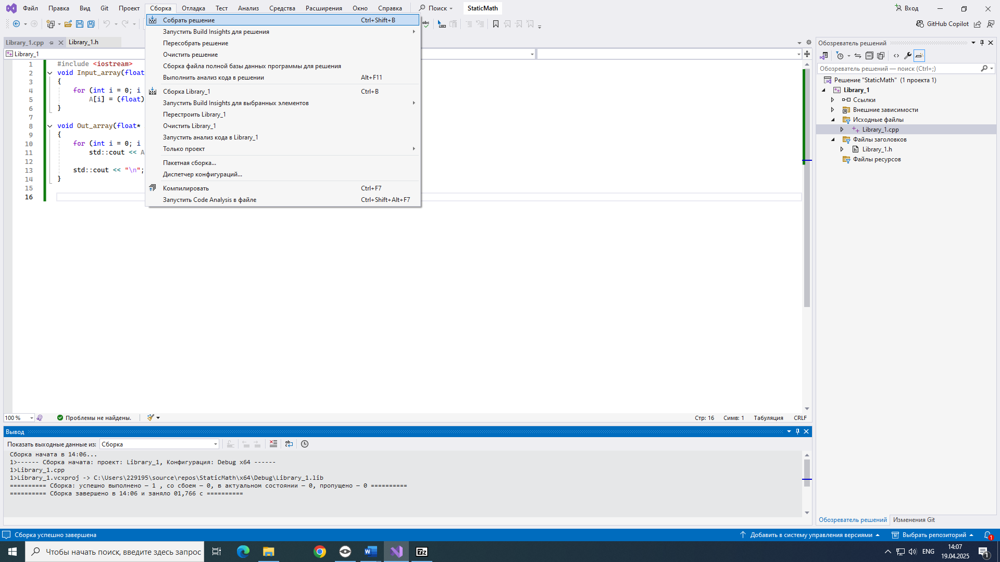 Файл Правка Вид Git Проект Сборка Отладка Тест Анализ Средства Расширения Окно Справка Поиск StaticMath Вход
GitHub Copilot
Library_1.cpp Library_1.h
Library_1
1 #include <iostream>
2 void Input_array(float
3 {
4 for (int i = 0; i
5 A[i] = (float)
6 }
7
8 void Out_array(float*
9 {
10 for (int i = 0; i
11 std::cout << A
12
13 std::cout << "\n";
14 }
15
16
Собрать решение Ctrl+Shift+B
Запустить Build Insights для решения
Пересобрать решение
Очистить решение
Сборка файла полной базы данных программы для решения
Выполнить анализ кода в решении Alt+F11
Сборка Library_1 Ctrl+B
Запустить Build Insights для выбранных элементов
Перестроить Library_1
Очистить Library_1
Запустить анализ кода в Library_1
Только проект
Пакетная сборка...
Диспетчер конфигураций...
Компилировать Ctrl+F7
Запустить Code Analysis в файле Ctrl+Shift+Alt+F7
Обозреватель решений
Обозреватель решений — поиск (Ctrl+;)
Решение "StaticMath" (1 проекта 1)
Library_1
Ссылки
Внешние зависимости
Исходные файлы
Library_1.cpp
Файлы заголовков
Library_1.h
Файлы ресурсов
100 % Проблемы не найдены. Стр: 16 Симв: 1 Табуляция CRLF
Вывод
Показать выходные данные из: Сборка
Сборка начата в 14:06...
1>------ Сборка начата: проект: Library_1, Конфигурация: Debug x64 ------
1>Library_1.cpp
1>Library_1.vcxproj -> C:\Users\229195\source\repos\StaticMath\x64\Debug\Library_1.lib
========== Сборка: успешно выполнено — 1 , со сбоем — 0, в актуальном состоянии — 0, пропущено — 0 ==========
========== Сборка завершено в 14:06 и заняло 01,766 с ==========
Обозреватель решений Изменения Git
Сборка успешно завершена Добавить в систему управления версиями Выбрать репозиторий 1
Чтобы начать поиск, введите здесь запрос
W 7z ENG
14:07
19.04.2025
1